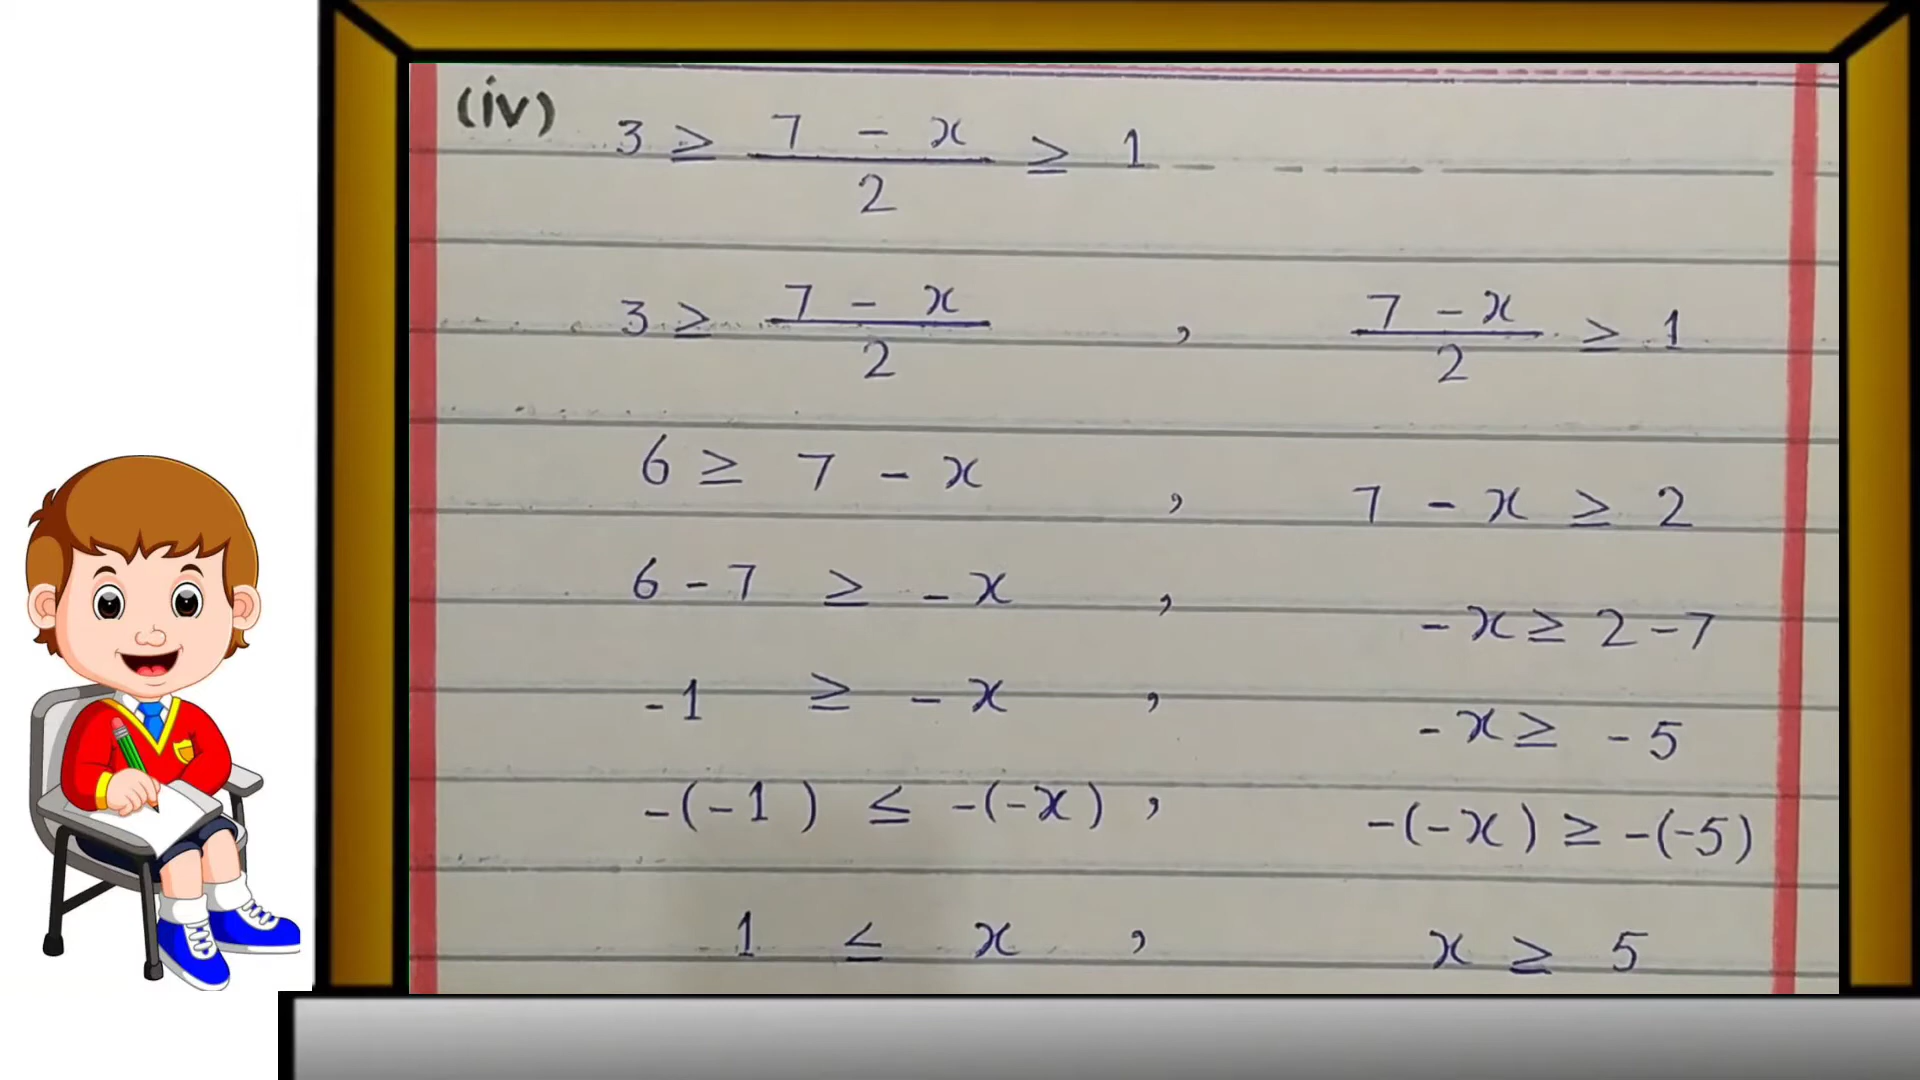 (iv) 3 ≥ (7 - x)/2 ≥ 1
3 ≥ (7 - x)/2 , (7 - x)/2 ≥ 1
6 ≥ 7 - x , 7 - x ≥ 2
6 - 7 ≥ - x , - x ≥ 2 - 7
-1 ≥ - x , - x ≥ - 5
-(-1) ≤ -(-x) , -(-x) ≥ -(-5)
1 ≤ x , x ≥ 5